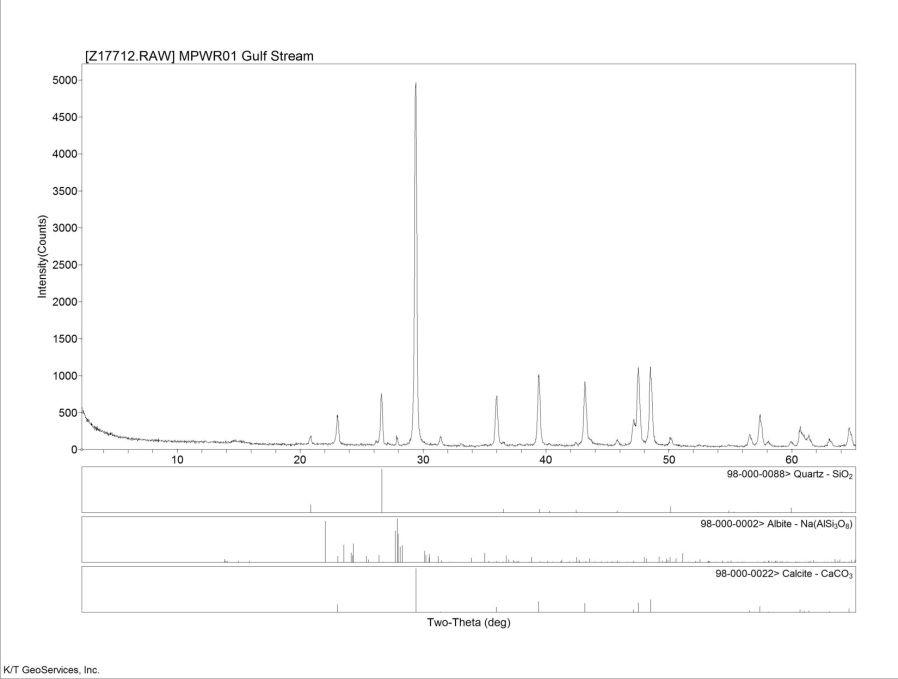 [Z17712.RAW] MPWR01 Gulf Stream
Intensity(Counts)
5000
4500
4000
3500
3000
2500
2000
1500
1000
500
0
10 20 30 40 50 60
98-000-0088> Quartz - SiO₂
98-000-0002> Albite - Na(AlSi₃O₈)
98-000-0022> Calcite - CaCO₃
Two-Theta (deg)
K/T GeoServices, Inc.